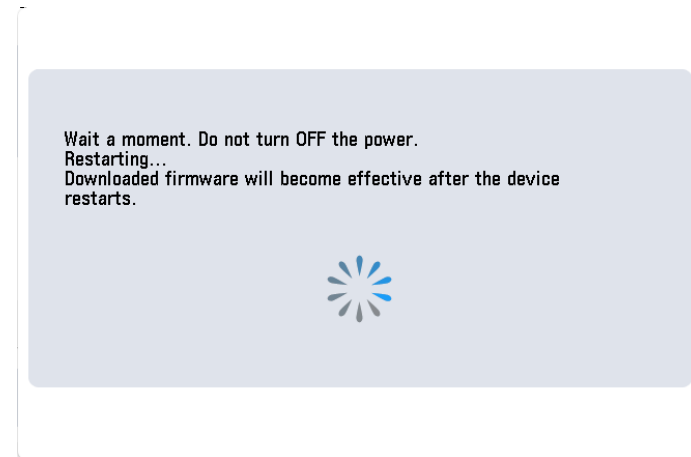 Wait a moment. Do not turn OFF the power.
Restarting...
Downloaded firmware will become effective after the device
restarts.